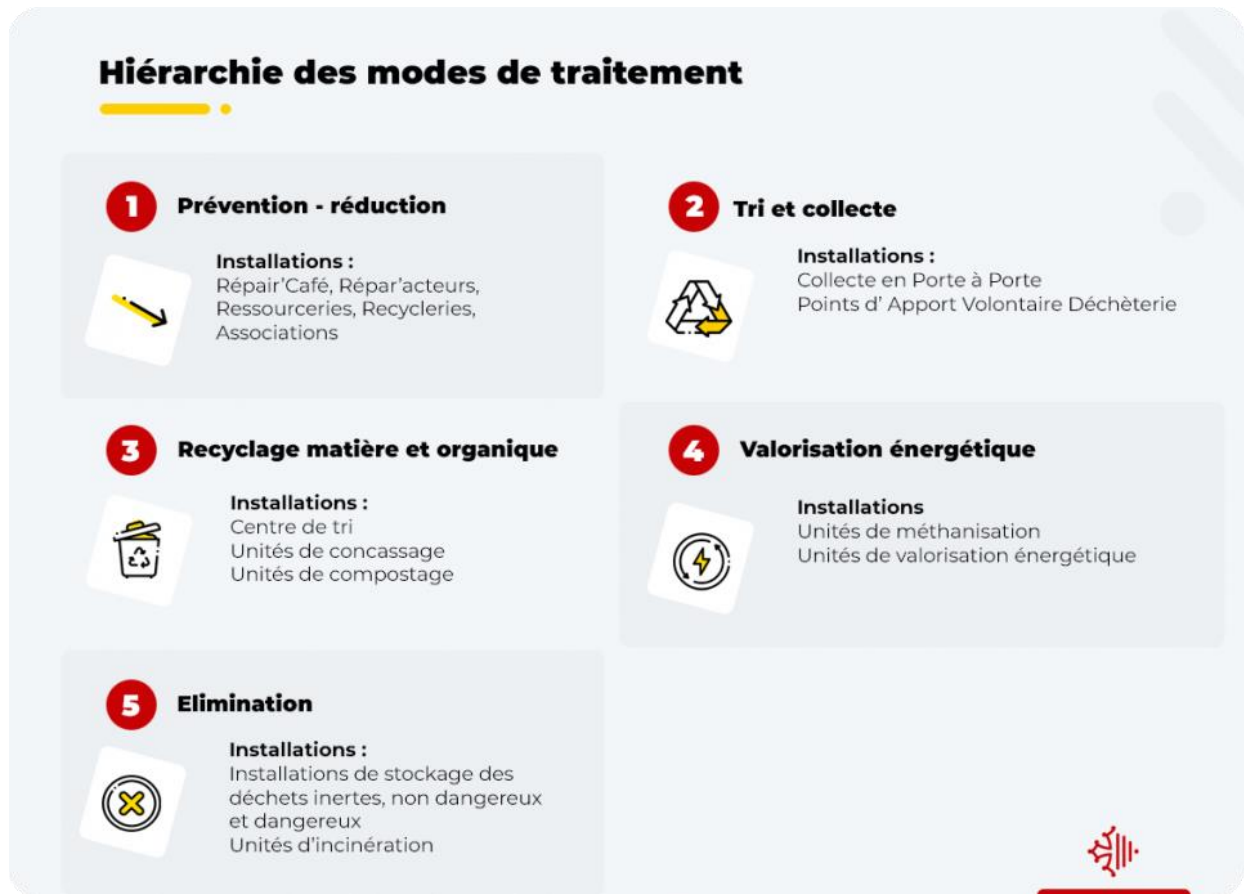 Hiérarchie des modes de traitement
1
Prévention - réduction
Installations :
Répair’Café, Répar’acteurs,
Ressourceries, Recycleries,
Associations
2
Tri et collecte
Installations :
Collecte en Porte à Porte
Points d’ Apport Volontaire Déchèterie
3
Recyclage matière et organique
Installations :
Centre de tri
Unités de concassage
Unités de compostage
4
Valorisation énergétique
Installations
Unités de méthanisation
Unités de valorisation énergétique
5
Elimination
Installations :
Installations de stockage des
déchets inertes, non dangereux
et dangereux
Unités d’incinération